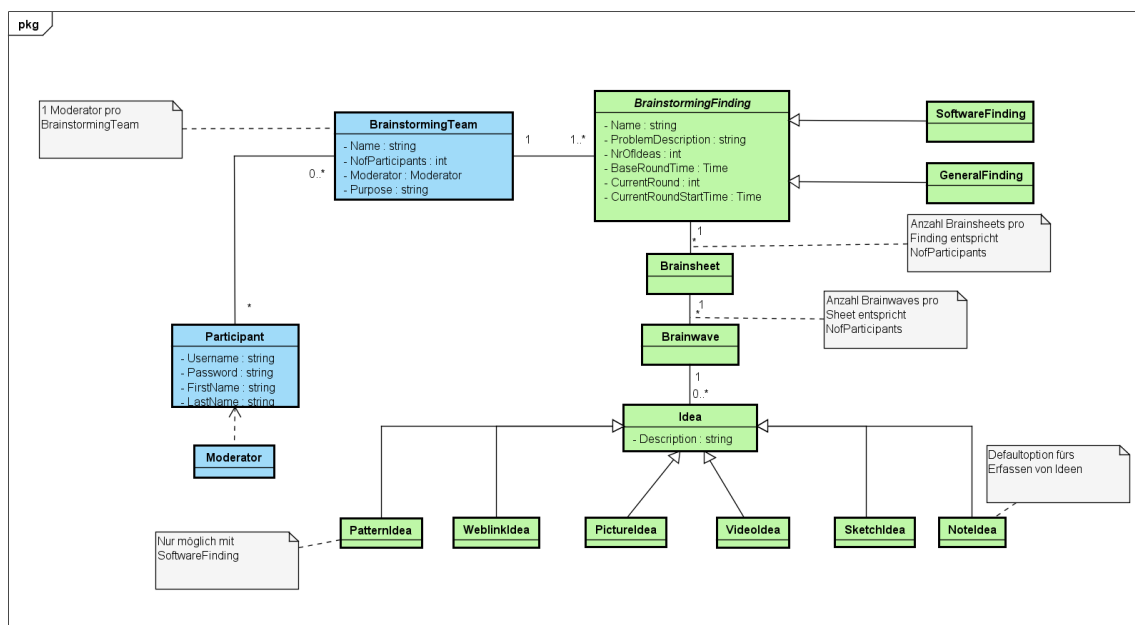 pkg
1 Moderator pro
BrainstormingTeam
BrainstormingTeam
- Name : string
- NofParticipants : int
- Moderator : Moderator
- Purpose : string
1
1..*
0..*
*
BrainstormingFinding
- Name : string
- ProblemDescription : string
- NrOfIdeas : int
- BaseRoundTime : Time
- CurrentRound : int
- CurrentRoundStartTime : Time
SoftwareFinding
GeneralFinding
1
*
Anzahl Brainsheets pro
Finding entspricht
NofParticipants
Brainsheet
1
*
Anzahl Brainwaves pro
Sheet entspricht
NofParticipants
Brainwave
1
0..*
Participant
- Username : string
- Password : string
- FirstName : string
- LastName : string
Moderator
Idea
- Description : string
Defaultoption fürs
Erfassen von Ideen
PatternIdea
WeblinkIdea
PictureIdea
VideoIdea
SketchIdea
NoteIdea
Nur möglich mit
SoftwareFinding